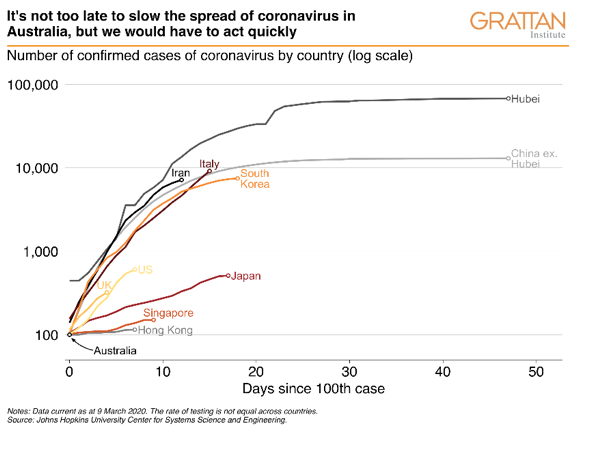 It's not too late to slow the spread of coronavirus in
Australia, but we would have to act quickly
GRATTAN
Institute
Number of confirmed cases of coronavirus by country (log scale)
100,000
Hubei
China ex.
Hubei
10,000
Iran
Italy
South
Korea
1,000
US
UK
Japan
Singapore
100
Hong Kong
Australia
0
10
20
30
40
50
Days since 100th case
Notes: Data current as at 9 March 2020. The rate of testing is not equal across countries.
Source: Johns Hopkins University Center for Systems Science and Engineering.